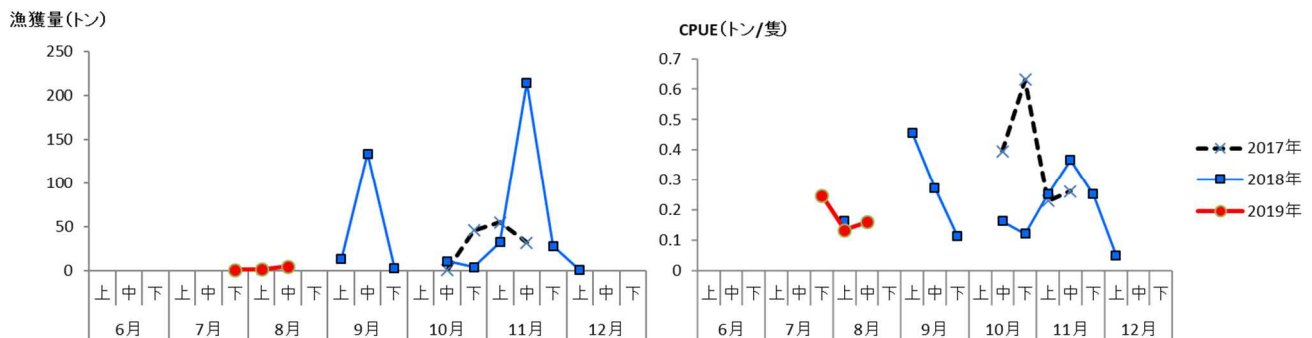 漁獲量(トン)
250
200
150
100
50
0
上 中 下 上 中 下 上 中 下 上 中 下 上 中 下 上 中 下 上 中 下
6月 7月 8月 9月 10月 11月 12月
CPUE(トン/隻)
0.7
0.6
0.5
0.4
0.3
0.2
0.1
0
上 中 下 上 中 下 上 中 下 上 中 下 上 中 下 上 中 下 上 中 下
6月 7月 8月 9月 10月 11月 12月
2017年
2018年
2019年